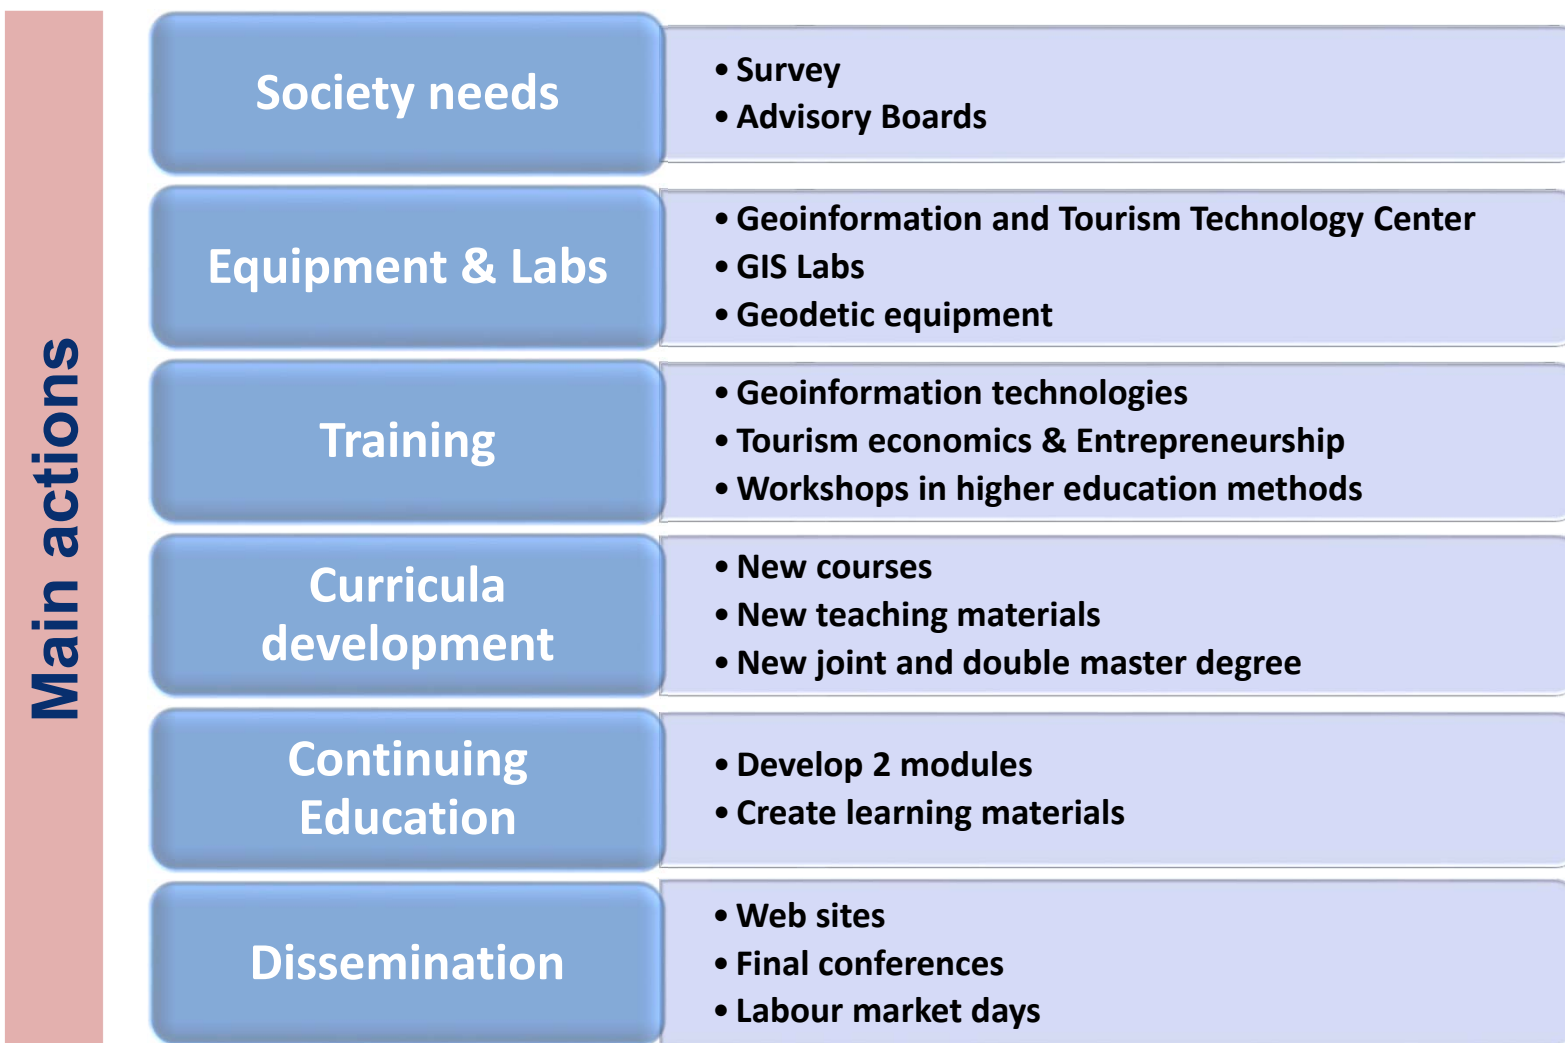 Main actions
Society needs
• Survey
• Advisory Boards
Equipment & Labs
• Geoinformation and Tourism Technology Center
• GIS Labs
• Geodetic equipment
Training
• Geoinformation technologies
• Tourism economics & Entrepreneurship
• Workshops in higher education methods
Curricula
development
• New courses
• New teaching materials
• New joint and double master degree
Continuing
Education
• Develop 2 modules
• Create learning materials
Dissemination
• Web sites
• Final conferences
• Labour market days